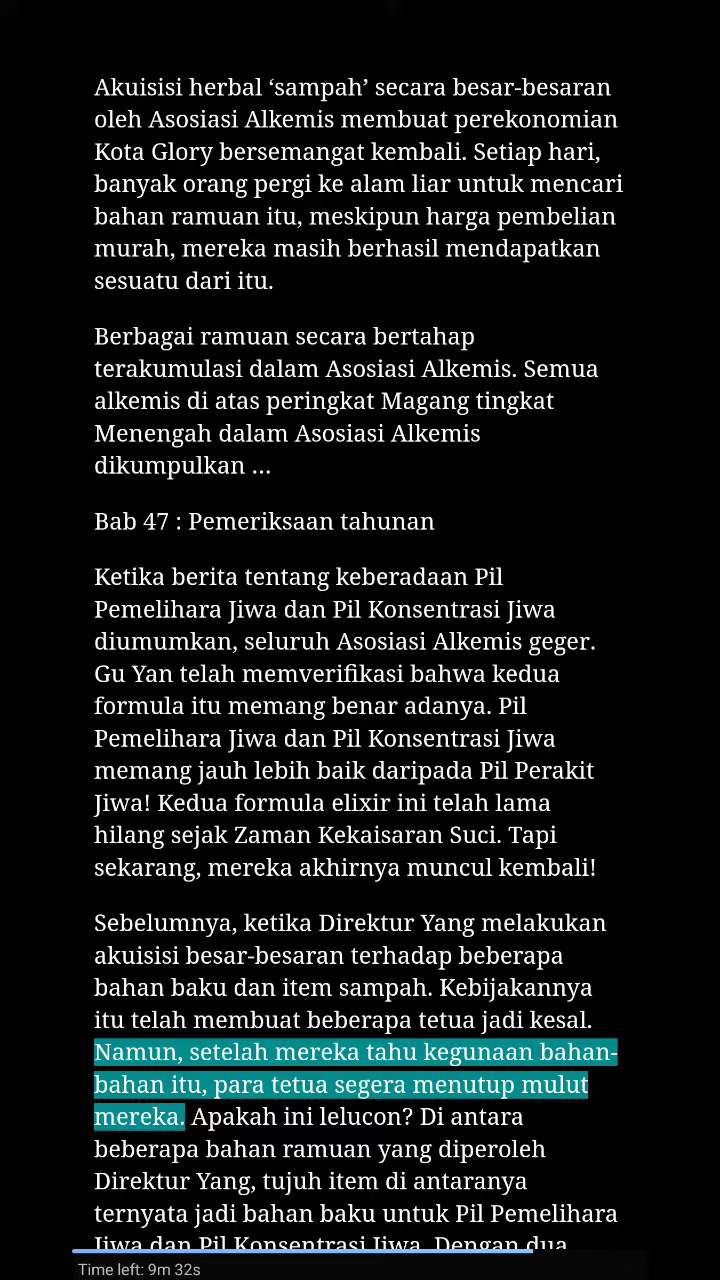 Akuisisi herbal ‘sampah’ secara besar-besaran
oleh Asosiasi Alkemis membuat perekonomian
Kota Glory bersemangat kembali. Setiap hari,
banyak orang pergi ke alam liar untuk mencari
bahan ramuan itu, meskipun harga pembelian
murah, mereka masih berhasil mendapatkan
sesuatu dari itu.
Berbagai ramuan secara bertahap
terakumulasi dalam Asosiasi Alkemis. Semua
alkemis di atas peringkat Magang tingkat
Menengah dalam Asosiasi Alkemis
dikumpulkan ...
Bab 47 : Pemeriksaan tahunan
Ketika berita tentang keberadaan Pil
Pemelihara Jiwa dan Pil Konsentrasi Jiwa
diumumkan, seluruh Asosiasi Alkemis geger.
Gu Yan telah memverifikasi bahwa kedua
formula itu memang benar adanya. Pil
Pemelihara Jiwa dan Pil Konsentrasi Jiwa
memang jauh lebih baik daripada Pil Perakit
Jiwa! Kedua formula elixir ini telah lama
hilang sejak Zaman Kekaisaran Suci. Tapi
sekarang, mereka akhirnya muncul kembali!
Sebelumnya, ketika Direktur Yang melakukan
akuisisi besar-besaran terhadap beberapa
bahan baku dan item sampah. Kebijakannya
itu telah membuat beberapa tetua jadi kesal.
Namun, setelah mereka tahu kegunaan bahan-
bahan itu, para tetua segera menutup mulut
mereka. Apakah ini lelucon? Di antara
beberapa bahan ramuan yang diperoleh
Direktur Yang, tujuh item di antaranya
ternyata jadi bahan baku untuk Pil Pemelihara
Jiwa dan Pil Konsentrasi Jiwa. Dengan dua
Time left: 9m 32s